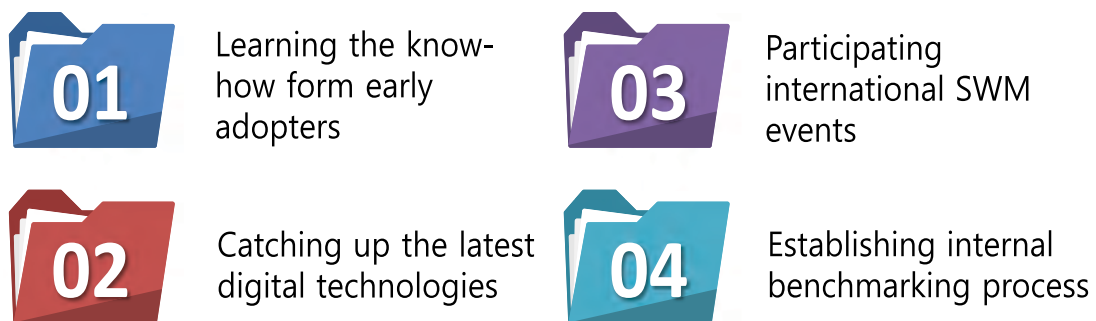 01
Learning the know-
how form early
adopters
02
Catching up the latest
digital technologies
03
Participating
international SWM
events
04
Establishing internal
benchmarking process